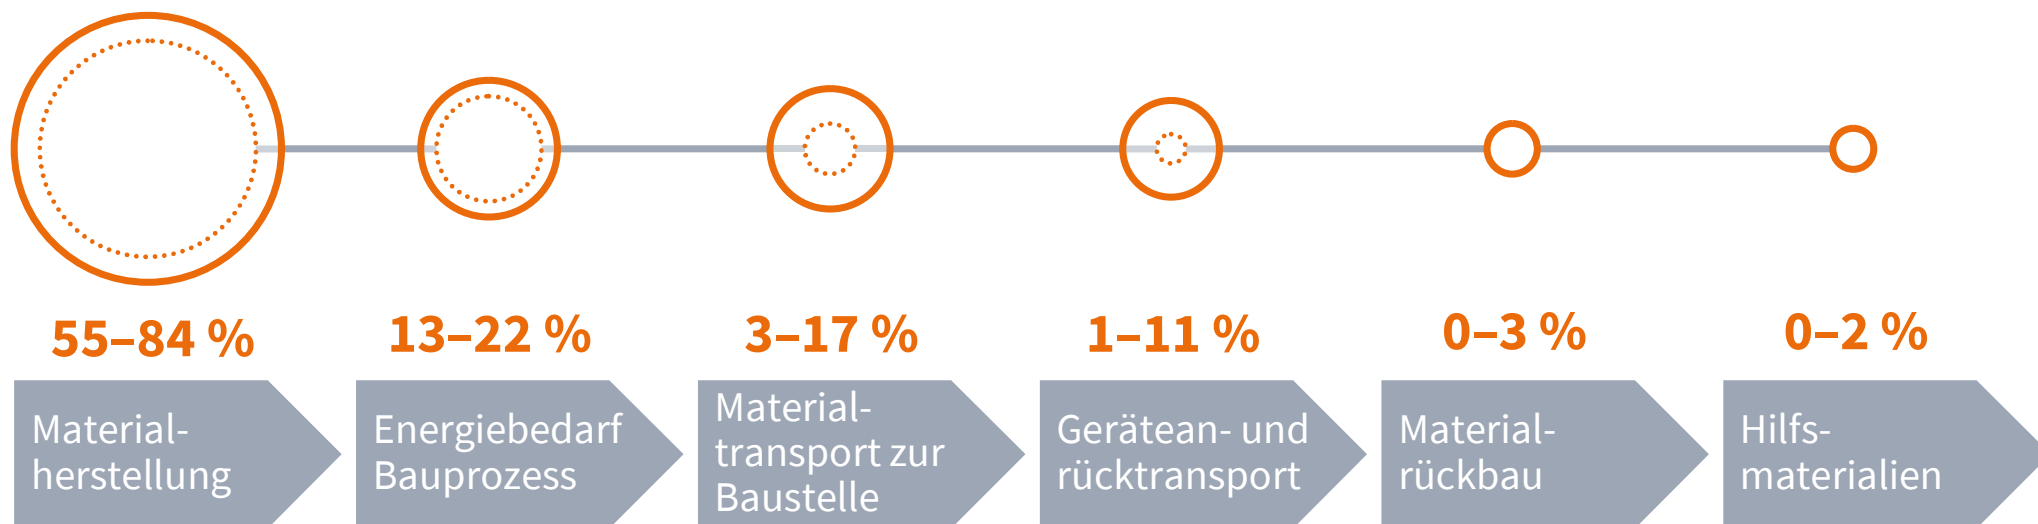 55–84 %
13–22 %
3–17 %
1–11 %
0–3 %
0–2 %
Material-
herstellung
Energiebedarf
Bauprozess
Material-
transport zur
Baustelle
Gerätean- und
rücktransport
Material-
rückbau
Hilfs-
materialien